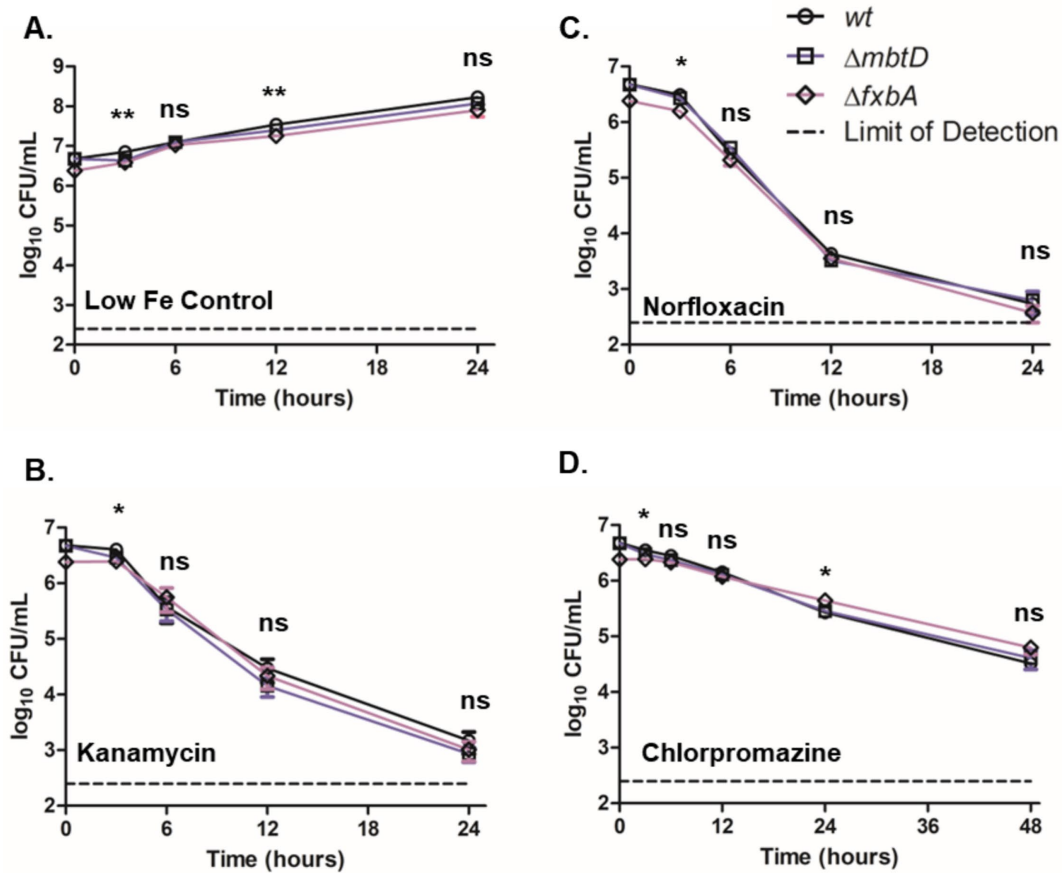 A.
**
ns
**
ns
9
8
7
6
5
4
3
2
log10 CFU/mL
Low Fe Control
0
6
12
18
24
Time (hours)
C.
wt
ΔmbtD
ΔfxbA
Limit of Detection
*
ns
ns
ns
7
6
5
4
3
2
log10 CFU/mL
Norfloxacin
0
6
12
18
24
Time (hours)
B.
*
ns
ns
ns
7
6
5
4
3
2
log10 CFU/mL
Kanamycin
0
6
12
18
24
Time (hours)
D.
*
ns
ns
*
ns
7
6
5
4
3
2
log10 CFU/mL
Chlorpromazine
0
12
24
36
48
Time (hours)